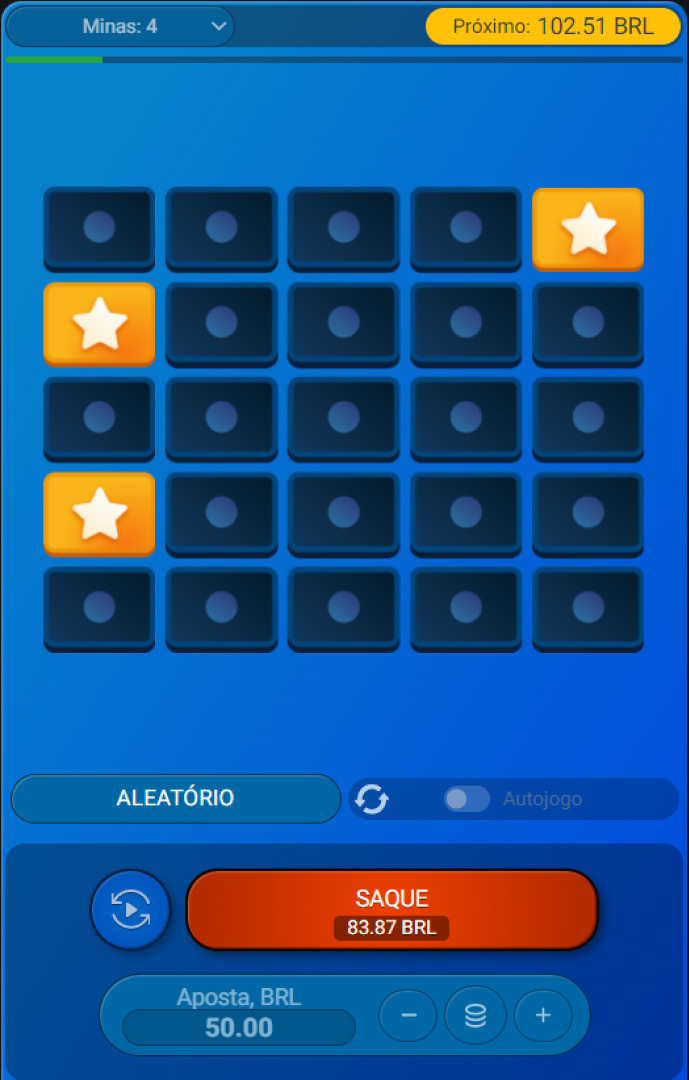 Minas: 4
Próximo: 102.51 BRL
ALEATÓRIO
Autojogo
SAQUE
83.87 BRL
Aposta, BRL
50.00